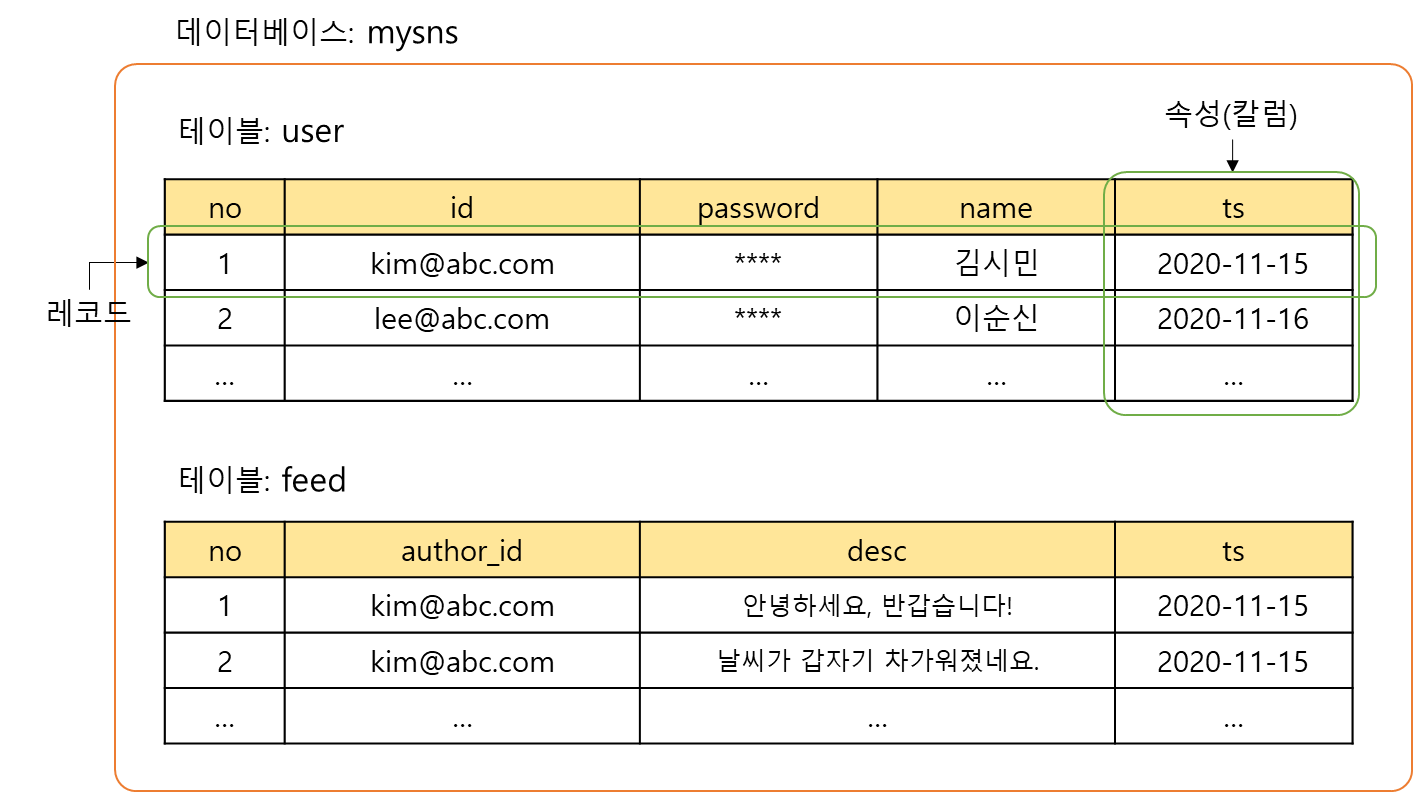 데이터베이스: mysns
테이블: user
속성(칼럼)
no id password name ts
1 kim@abc.com **** 김시민 2020-11-15
레코드
2 lee@abc.com **** 이순신 2020-11-16
... ... ... ... ...
테이블: feed
no author_id desc ts
1 kim@abc.com 안녕하세요, 반갑습니다! 2020-11-15
2 kim@abc.com 날씨가 갑자기 차가워졌네요. 2020-11-15
... ... ... ...